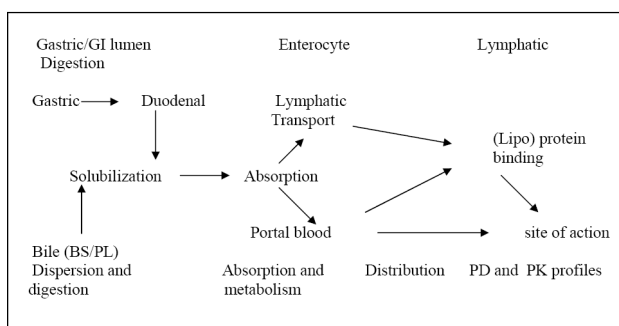 Gastric/GI lumen Enterocyte Lymphatic
Digestion
Gastric Duodenal Lymphatic
Transport
(Lipo) protein
binding
Solubilization Absorption
Portal blood site of action
Bile (BS/PL)
Dispersion and Absorption and Distribution PD and PK profiles
digestion metabolism